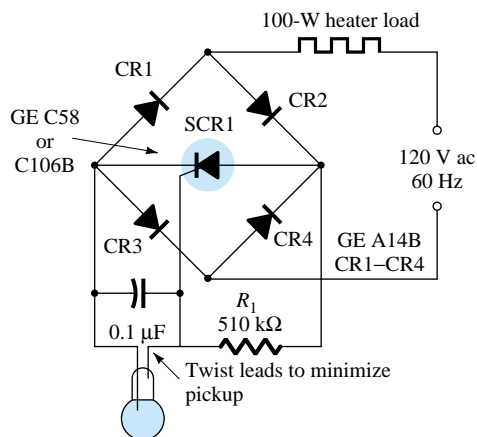 100-W heater load
CR1
CR2
GE C58
or
C106B
SCR1
120 V ac
60 Hz
CR3
CR4
GE A14B
CR1–CR4
0.1 μF
R1
510 kΩ
Twist leads to minimize
pickup